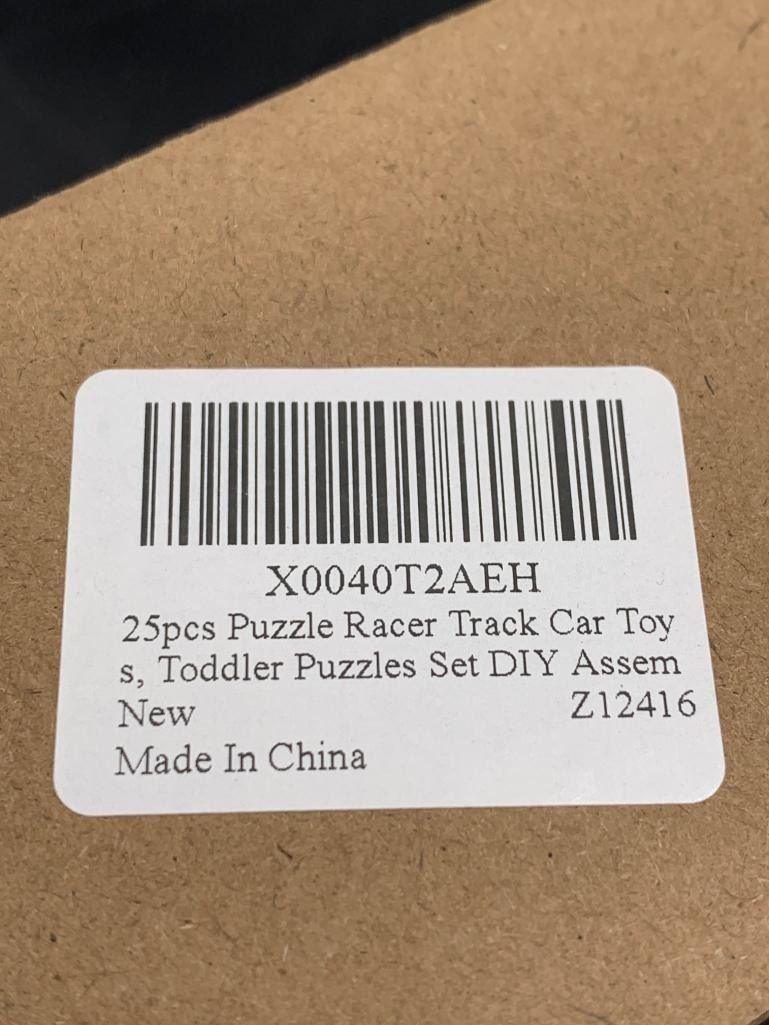 X0040T2AEH
25pcs Puzzle Racer Track Car Toy
s, Toddler Puzzles Set DIY Assem
New Z12416
Made In China